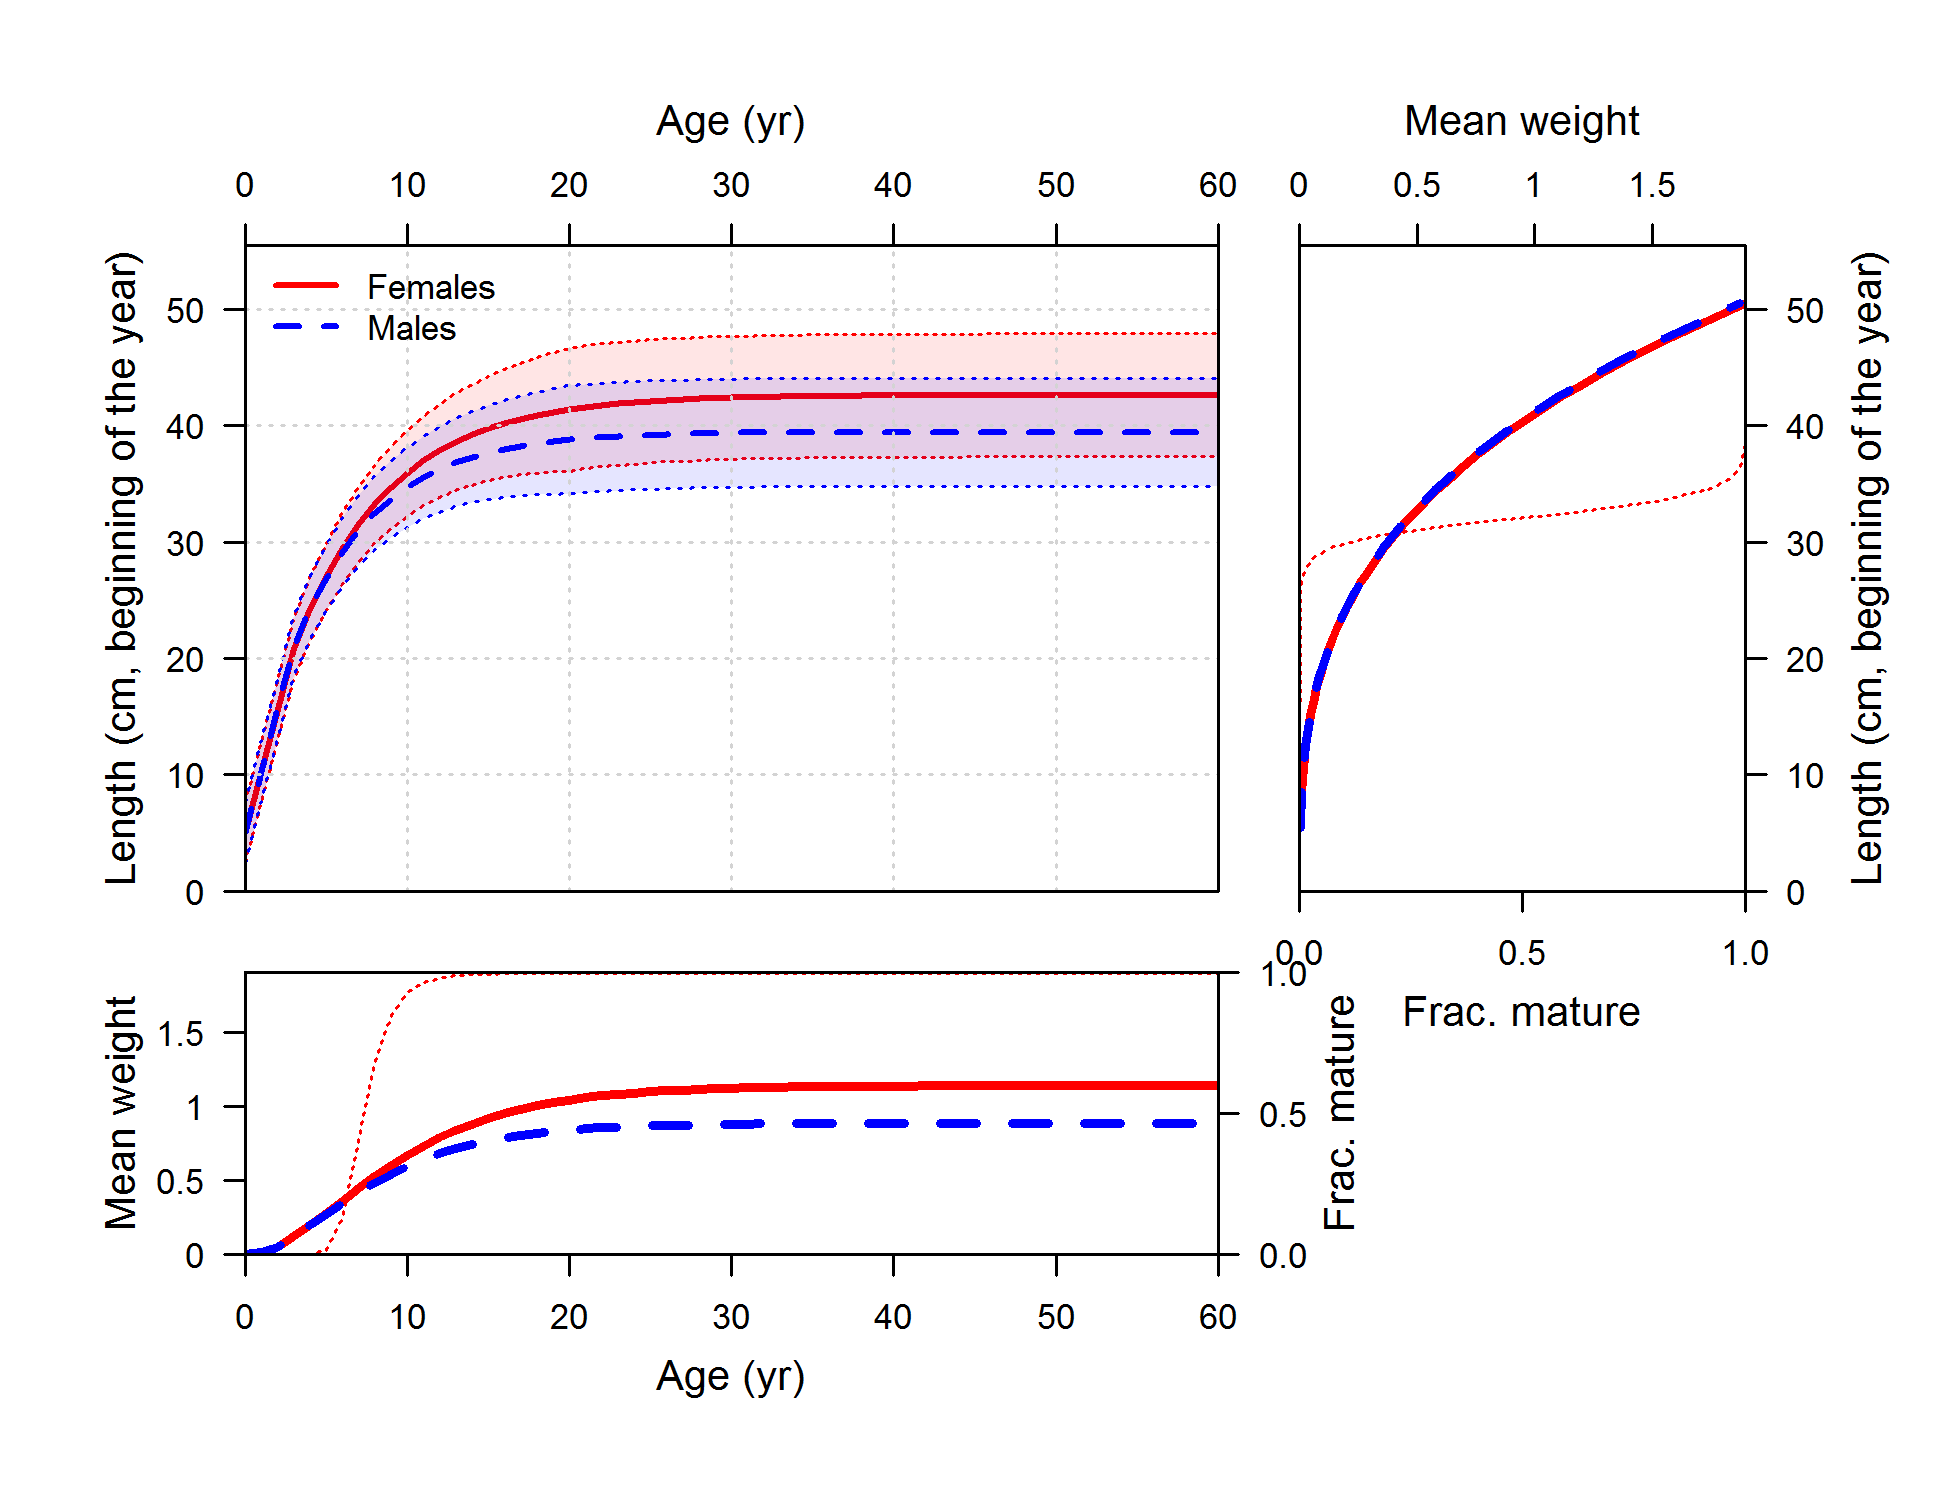 Age (yr)
0 10 20 30 40 50 60
Length (cm, beginning of the year)
50
40
30
20
10
0
Females
Males
Mean weight
0 0.5 1 1.5
50
40
30
20
10
0
Length (cm, beginning of the year)
0.0 0.5 1.0
Frac. mature
Mean weight
1.5
1
0.5
0
1.0
0.5
0.0
Frac. mature
0 10 20 30 40 50 60
Age (yr)